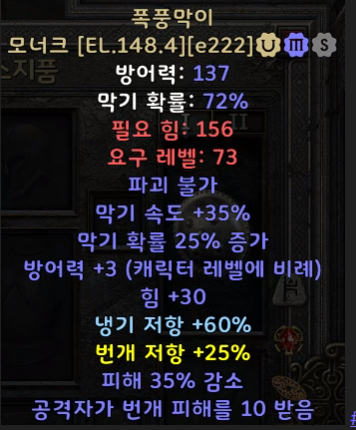 폭풍막이
모너크 [EL.148.4][e222] U m S
스지품
방어력: 137
막기 확률: 72%
필요 힘: 156
요구 레벨: 73
파괴 불가
막기 속도 +35%
막기 확률 25% 증가
방어력 +3 (캐릭터 레벨에 비례)
힘 +30
냉기 저항 +60%
번개 저항 +25%
피해 35% 감소
공격자가 번개 피해를 10 받음